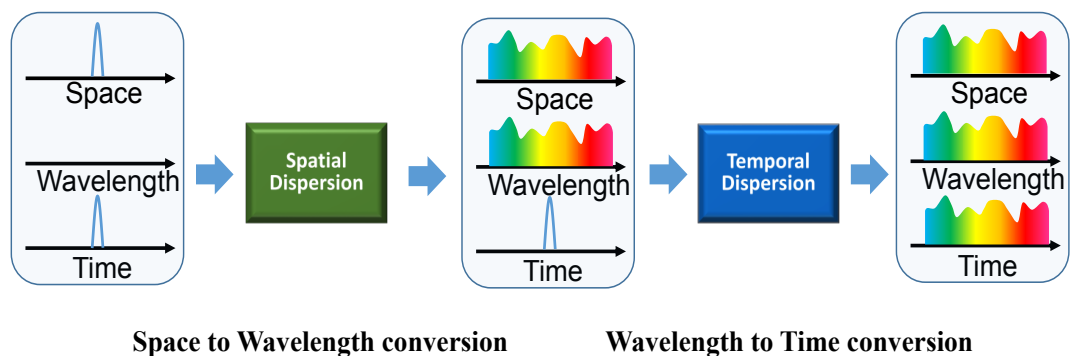 Space
Wavelength
Time
Spatial
Dispersion
Space
Wavelength
Time
Temporal
Dispersion
Space
Wavelength
Time
Space to Wavelength conversion
Wavelength to Time conversion